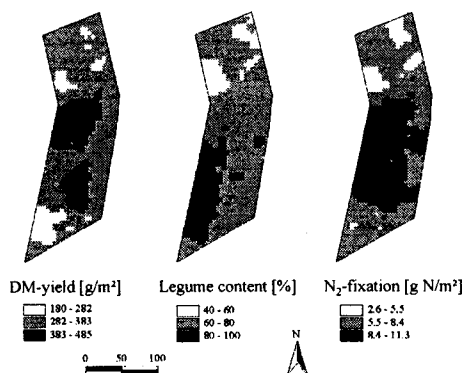 DM-yield [g/m²]
180 - 282
282 - 383
383 - 485
Legume content [%]
40 - 60
60 - 80
80 - 100
N₂-fixation [g N/m²]
2.6 - 5.5
5.5 - 8.4
8.4 - 11.3
0 50 100
N